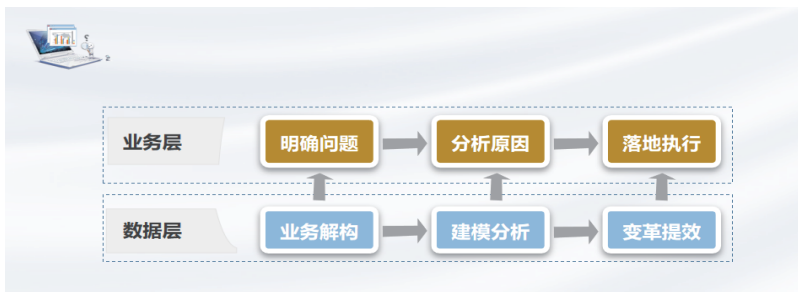 业务层
明确问题
分析原因
落地执行
数据层
业务解构
建模分析
变革提效